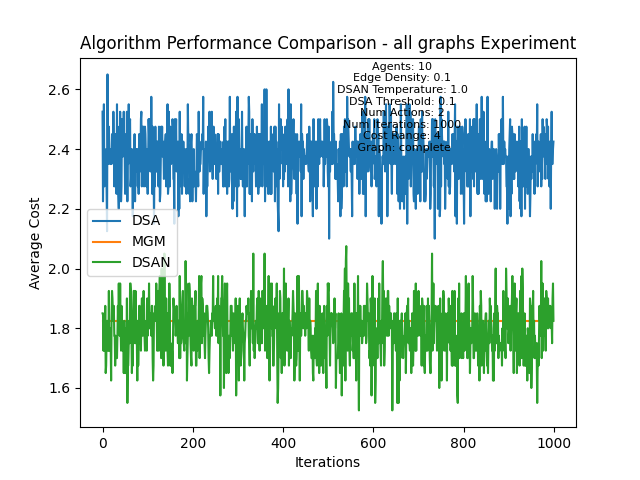 Algorithm Performance Comparison - all graphs Experiment
Agents: 10
Edge Density: 0.1
DSAN Temperature: 1.0
DSA Threshold: 0.1
Num Actions: 2
Num Iterations: 1000
Cost Range: 4
Graph: complete
2.6
2.4
2.2
2.0
1.8
1.6
Average Cost
DSA
MGM
DSAN
0 200 400 600 800 1000
Iterations